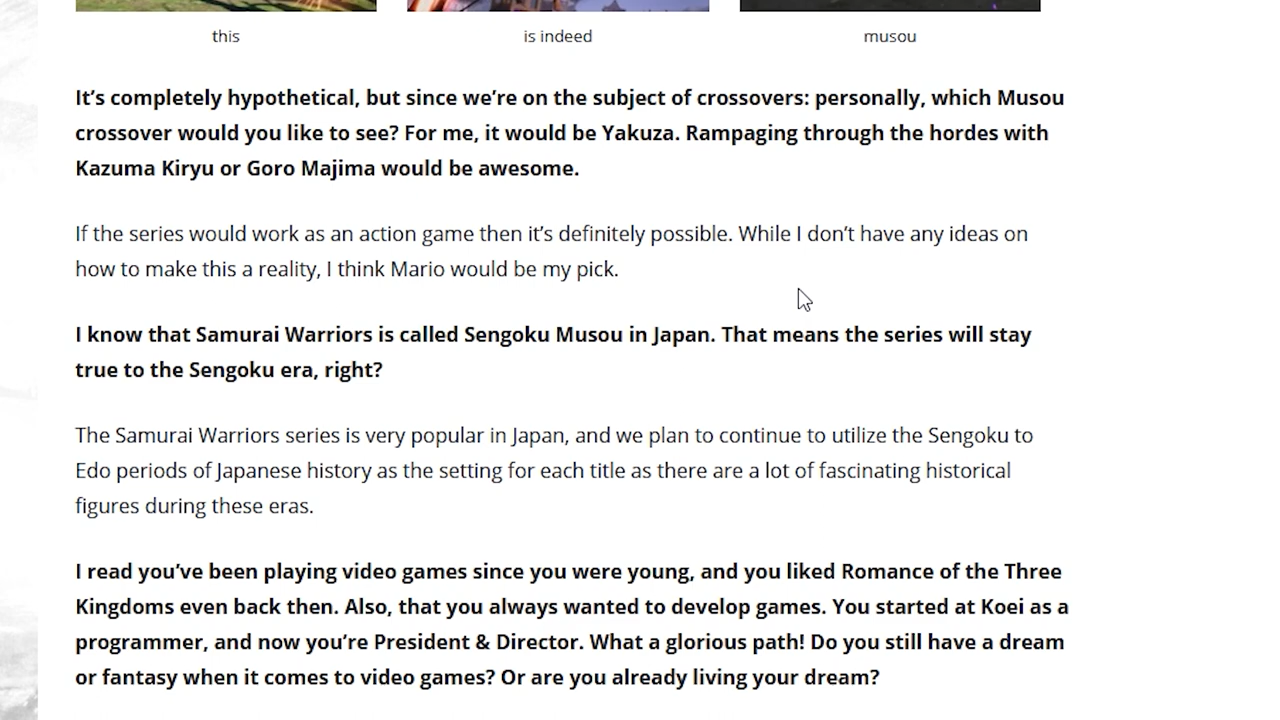 this
is indeed
musou
It’s completely hypothetical, but since we’re on the subject of crossovers: personally, which Musou
crossover would you like to see? For me, it would be Yakuza. Rampaging through the hordes with
Kazuma Kiryu or Goro Majima would be awesome.
If the series would work as an action game then it’s definitely possible. While I don’t have any ideas on
how to make this a reality, I think Mario would be my pick.
I know that Samurai Warriors is called Sengoku Musou in Japan. That means the series will stay
true to the Sengoku era, right?
The Samurai Warriors series is very popular in Japan, and we plan to continue to utilize the Sengoku to
Edo periods of Japanese history as the setting for each title as there are a lot of fascinating historical
figures during these eras.
I read you’ve been playing video games since you were young, and you liked Romance of the Three
Kingdoms even back then. Also, that you always wanted to develop games. You started at Koei as a
programmer, and now you’re President & Director. What a glorious path! Do you still have a dream
or fantasy when it comes to video games? Or are you already living your dream?